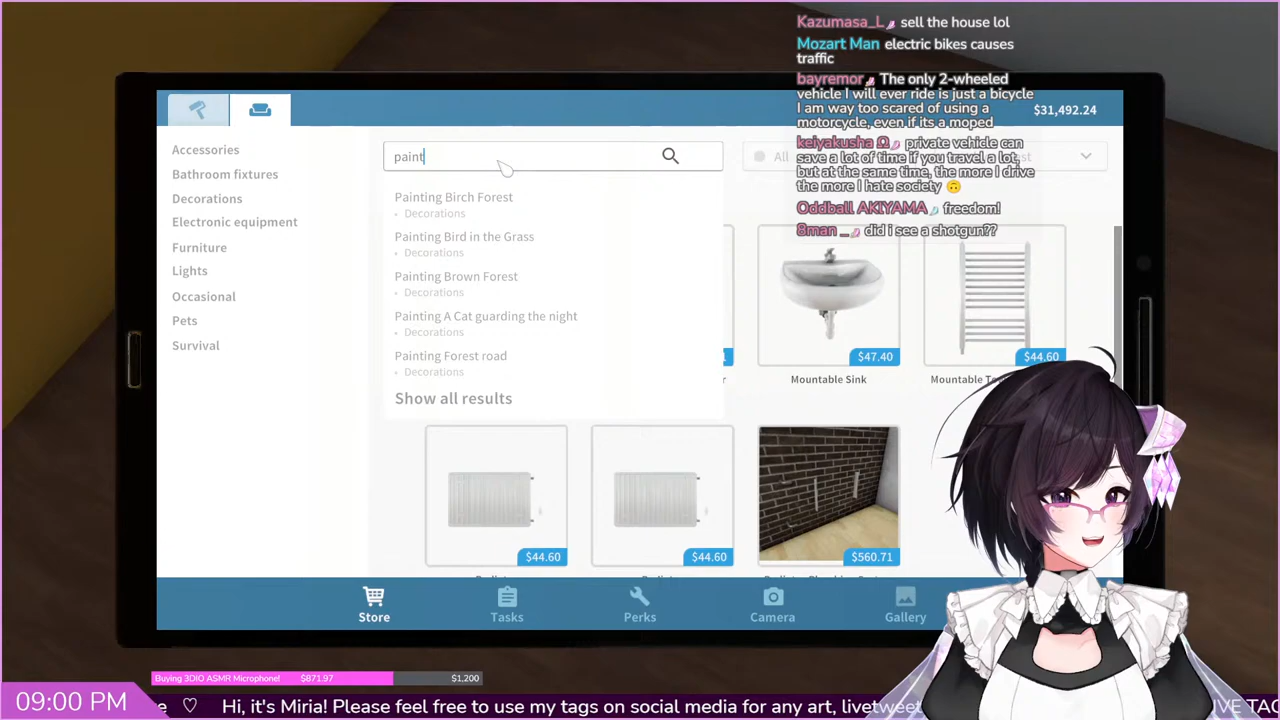 Kazumasa_L sell the house lol
Mozart Man electric bikes causes
traffic
bayremor The only 2-wheeled
vehicle I will ever ride is just a bicycle
I am way too scared of using a
motorcycle, even if its a moped
keiyakusha Ω private vehicle can
save a lot of time if you travel a lot,
but at the same time, the more I drive
the more I hate society 🙃
Oddball AKIYAMA freedom!
8man _ did i see a shotgun??
$31,492.24
paint
All
Accessories
Bathroom fixtures
Decorations
Electronic equipment
Furniture
Lights
Occasional
Pets
Survival
Painting Birch Forest
• Decorations
Painting Bird in the Grass
• Decorations
Painting Brown Forest
• Decorations
Painting A Cat guarding the night
• Decorations
Painting Forest road
• Decorations
Show all results
$47.40
$44.60
Mountable Sink
Mountable
$44.60
$44.60
$560.71
Store
Tasks
Perks
Camera
Gallery
Buying 3DIO ASMR Microphone! $871.97 $1,200
09:00 PM
e ♡ Hi, it's Miria! Please feel free to use my tags on social media for any art, livetweet
IVE TAG